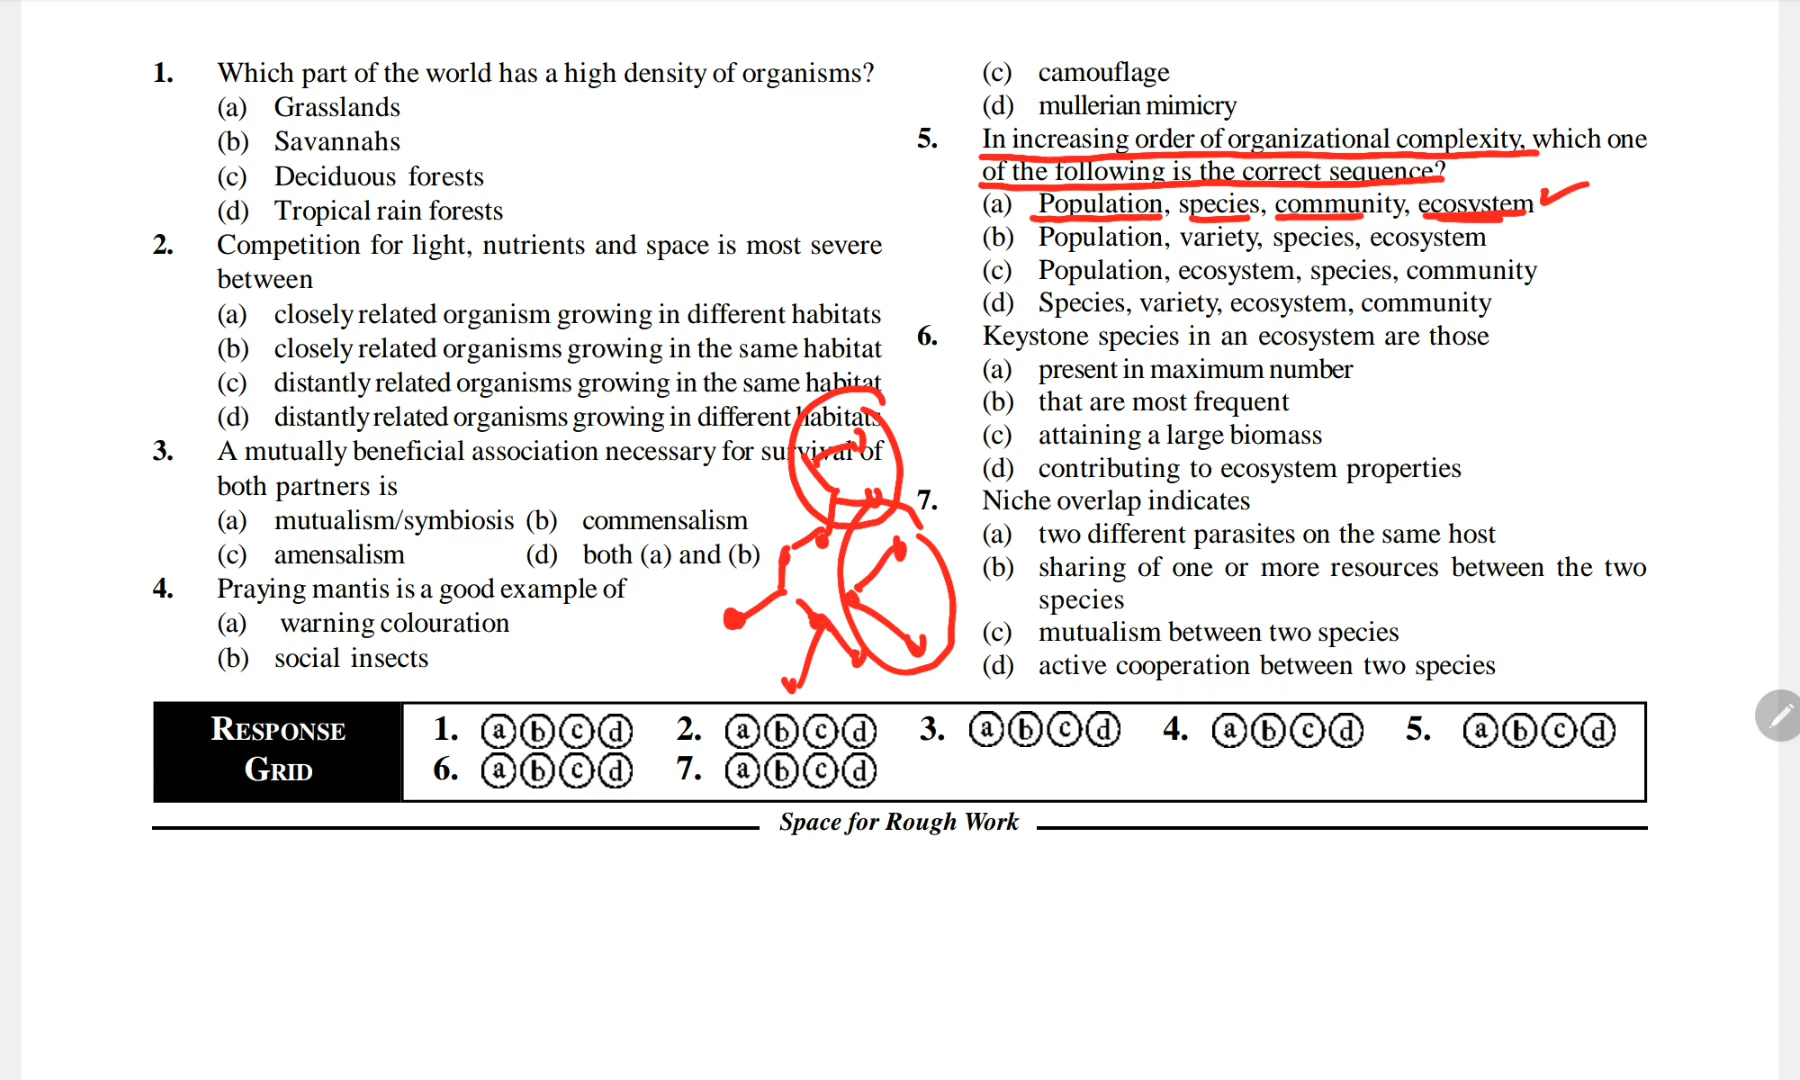 1. Which part of the world has a high density of organisms?
(a) Grasslands
(b) Savannahs
(c) Deciduous forests
(d) Tropical rain forests
2. Competition for light, nutrients and space is most severe
between
(a) closely related organism growing in different habitats
(b) closely related organisms growing in the same habitat
(c) distantly related organisms growing in the same habitat
(d) distantly related organisms growing in different habitats
3. A mutually beneficial association necessary for survival of
both partners is
(a) mutualism/symbiosis (b) commensalism
(c) amensalism (d) both (a) and (b)
4. Praying mantis is a good example of
(a) warning colouration
(b) social insects
(c) camouflage
(d) mullerian mimicry
5. In increasing order of organizational complexity, which one
of the following is the correct sequence?
(a) Population, species, community, ecosystem
(b) Population, variety, species, ecosystem
(c) Population, ecosystem, species, community
(d) Species, variety, ecosystem, community
6. Keystone species in an ecosystem are those
(a) present in maximum number
(b) that are most frequent
(c) attaining a large biomass
(d) contributing to ecosystem properties
7. Niche overlap indicates
(a) two different parasites on the same host
(b) sharing of one or more resources between the two
species
(c) mutualism between two species
(d) active cooperation between two species
RESPONSE
GRID
1. a b c d 2. a b c d 3. a b c d 4. a b c d 5. a b c d
6. a b c d 7. a b c d
Space for Rough Work